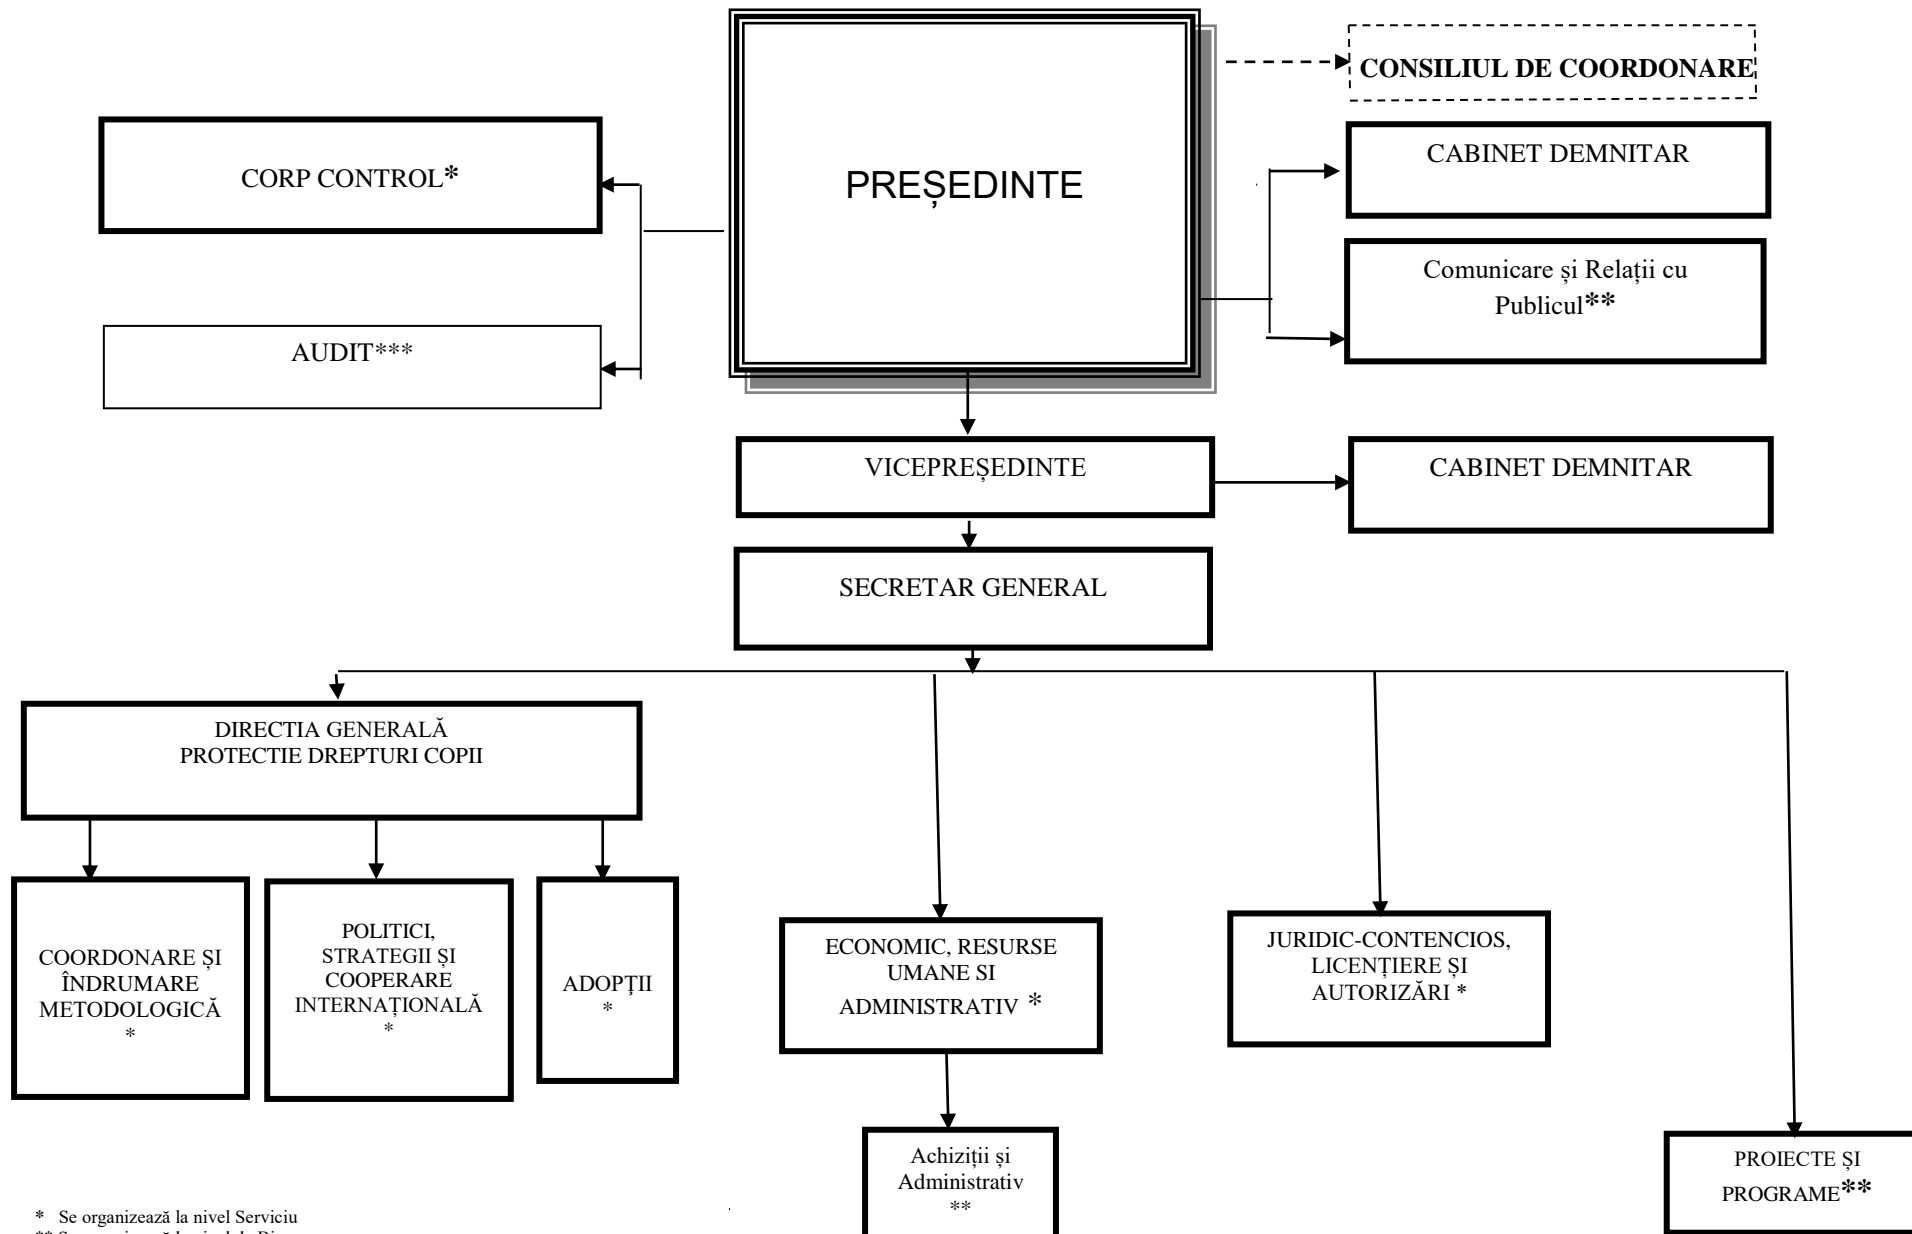 PREȘEDINTE
CONSILIUL DE COORDONARE
CORP CONTROL*
CABINET DEMNITAR
Comunicare și Relații cu
Publicul**
AUDIT***
VICEPREȘEDINTE
CABINET DEMNITAR
SECRETAR GENERAL
DIRECTIA GENERALĂ
PROTECTIE DREPTURI COPII
COORDONARE ȘI
ÎNDRUMARE
METODOLOGICĂ
*
POLITICI,
STRATEGII ȘI
COOPERARE
INTERNAȚIONALĂ
*
ADOPŢII
*
ECONOMIC, RESURSE
UMANE SI
ADMINISTRATIV *
JURIDIC-CONTENCIOS,
LICENȚIERE ȘI
AUTORIZĂRI *
Achiziții și
Administrativ
**
PROIECTE ȘI
PROGRAME**
* Se organizează la nivel Serviciu